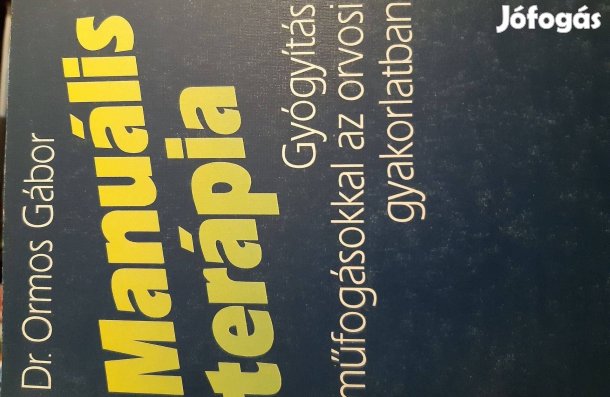 Jófogás
Dr. Ormos Gábor
Manuális
terápia
Gyógyítás
műfogásokkal az orvosi
gyakorlatban